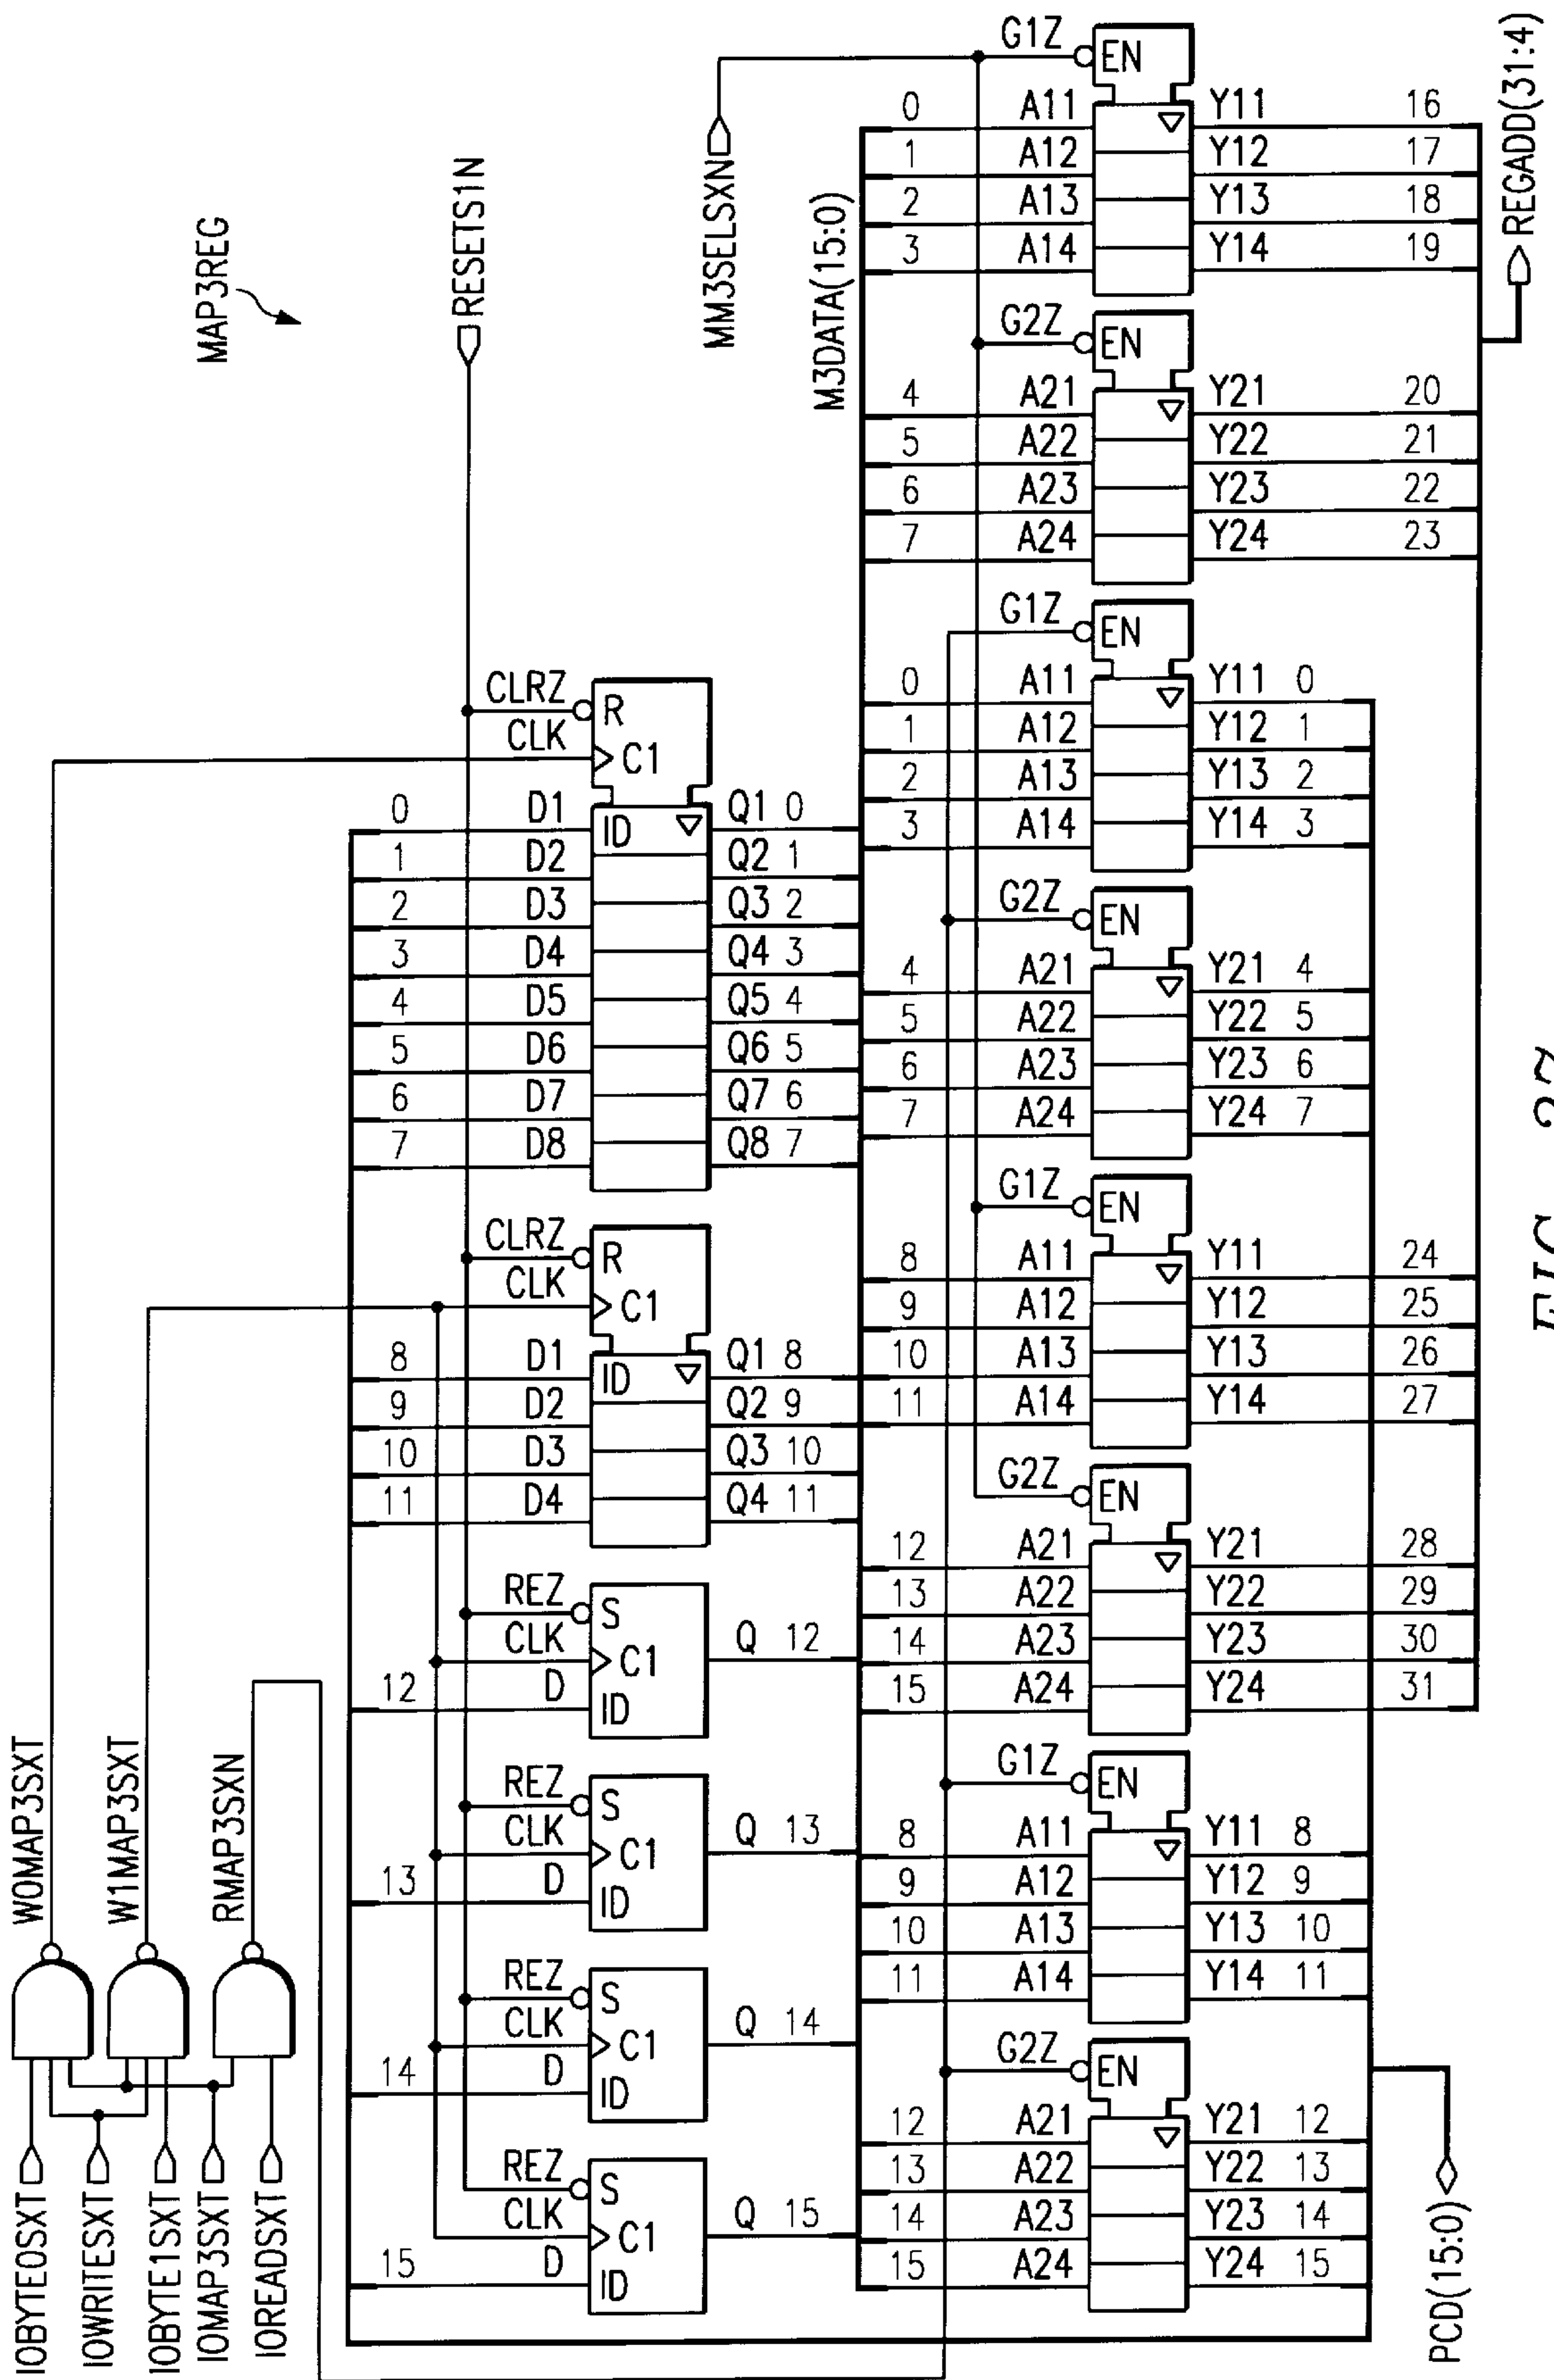 IOBYTE0SXT
IOWRITESXT
IOBYTE1SXT
IOMAP3SXT
IOREADSXT
W0MAP3SXT
W1MAP3SXT
RMAP3SXN
MAP3REG
RESETS1N
15 D CLK REZ
S C1 ID
Q 15
14 D CLK REZ
S C1 ID
Q 14
13 D CLK REZ
S C1 ID
Q 13
12 D CLK REZ
S C1 ID
Q 12
CLRZ
CLK
R
C1
ID
8 D1 Q1 8
9 D2 Q2 9
10 D3 Q3 10
11 D4 Q4 11
CLRZ
CLK
R
C1
ID
0 D1 Q1 0
1 D2 Q2 1
2 D3 Q3 2
3 D4 Q4 3
4 D5 Q5 4
5 D6 Q6 5
6 D7 Q7 6
7 D8 Q8 7
MM3SELSXN
M3DATA(15:0)
G2Z EN
12 A21 Y21 12
13 A22 Y22 13
14 A23 Y23 14
15 A24 Y24 15
G1Z EN
8 A11 Y11 8
9 A12 Y12 9
10 A13 Y13 10
11 A14 Y14 11
G2Z EN
12 A21 Y21 28
13 A22 Y22 29
14 A23 Y23 30
15 A24 Y24 31
G1Z EN
8 A11 Y11 24
9 A12 Y12 25
10 A13 Y13 26
11 A14 Y14 27
G2Z EN
4 A21 Y21 4
5 A22 Y22 5
6 A23 Y23 6
7 A24 Y24 7
G1Z EN
0 A11 Y11 0
1 A12 Y12 1
2 A13 Y13 2
3 A14 Y14 3
G2Z EN
4 A21 Y21 20
5 A22 Y22 21
6 A23 Y23 22
7 A24 Y24 23
G1Z EN
0 A11 Y11 16
1 A12 Y12 17
2 A13 Y13 18
3 A14 Y14 19
PCD(15:0)
REGADD(31:4)
FIG.